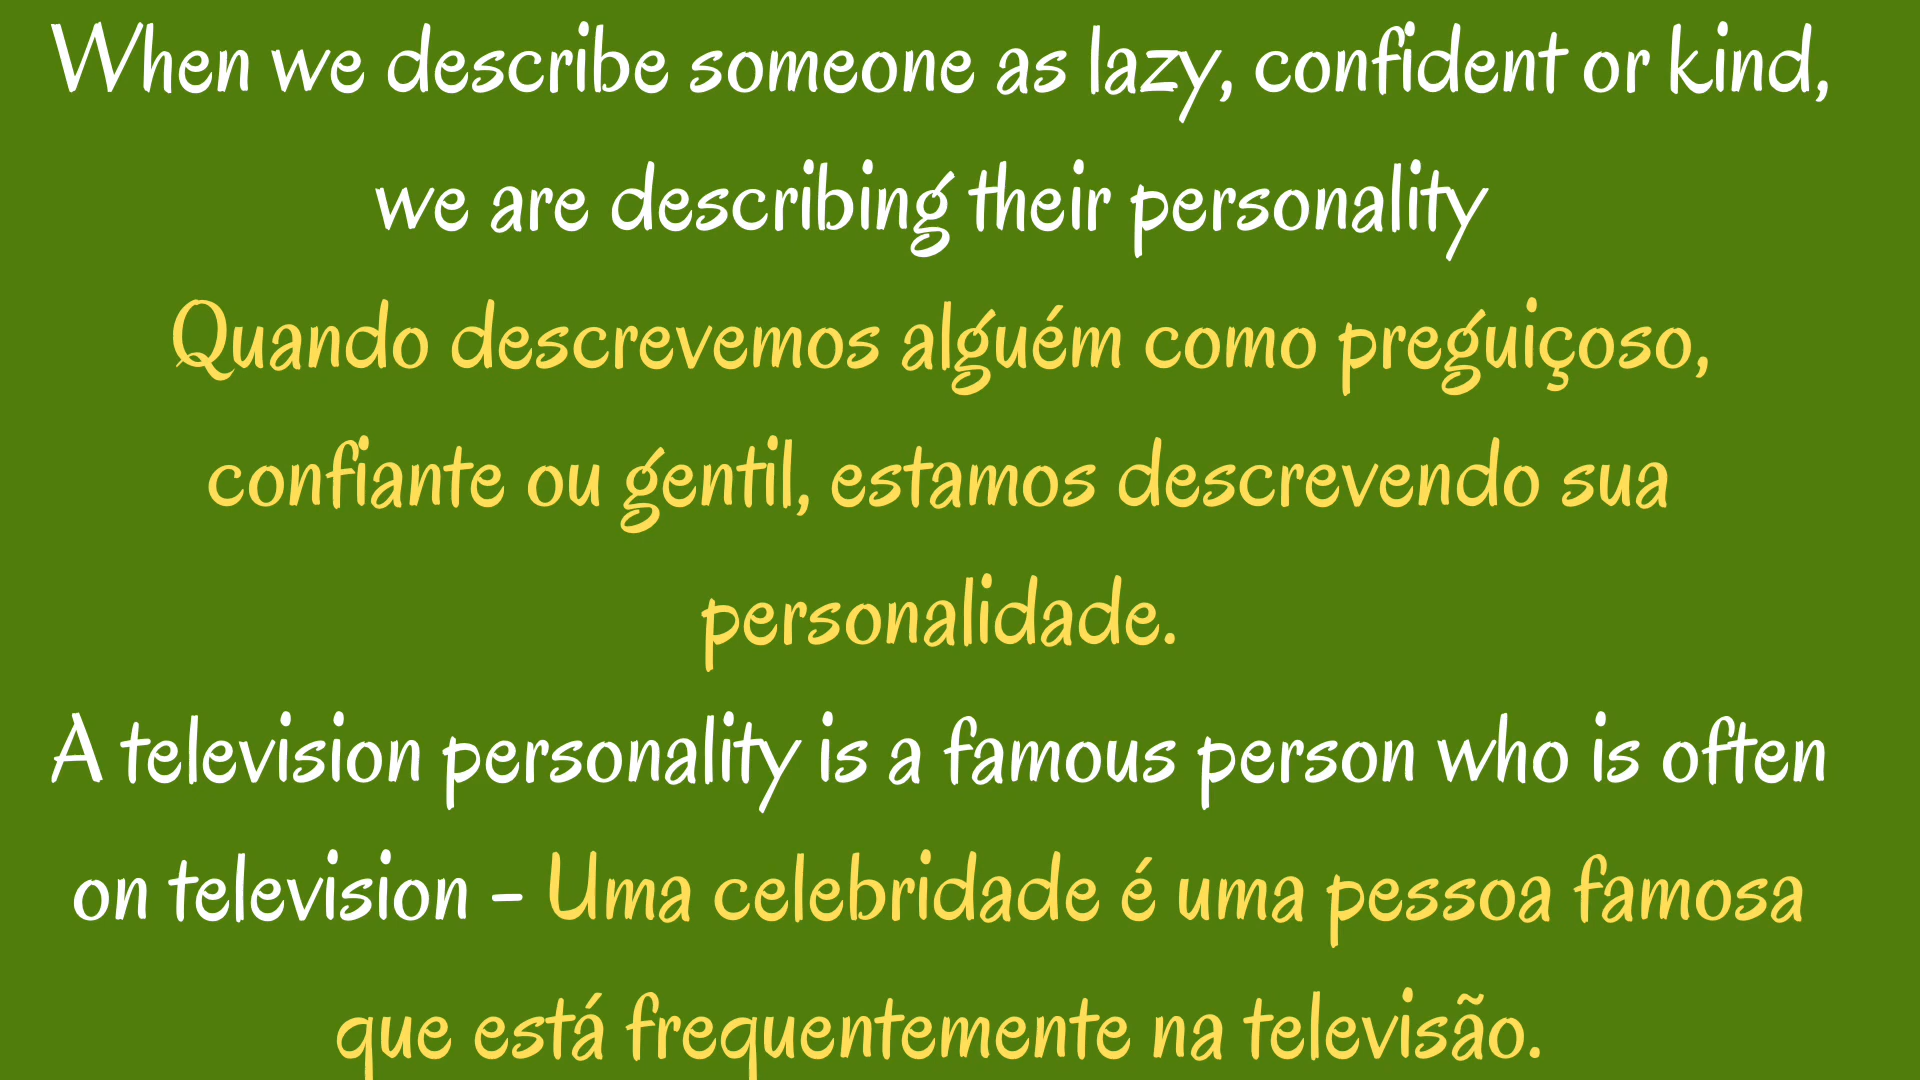 When we describe someone as lazy, confident or kind,
we are describing their personality
Quando descrevemos alguém como preguiçoso,
confiante ou gentil, estamos descrevendo sua
personalidade.
A television personality is a famous person who is often
on television - Uma celebridade é uma pessoa famosa
que está frequentemente na televisão.